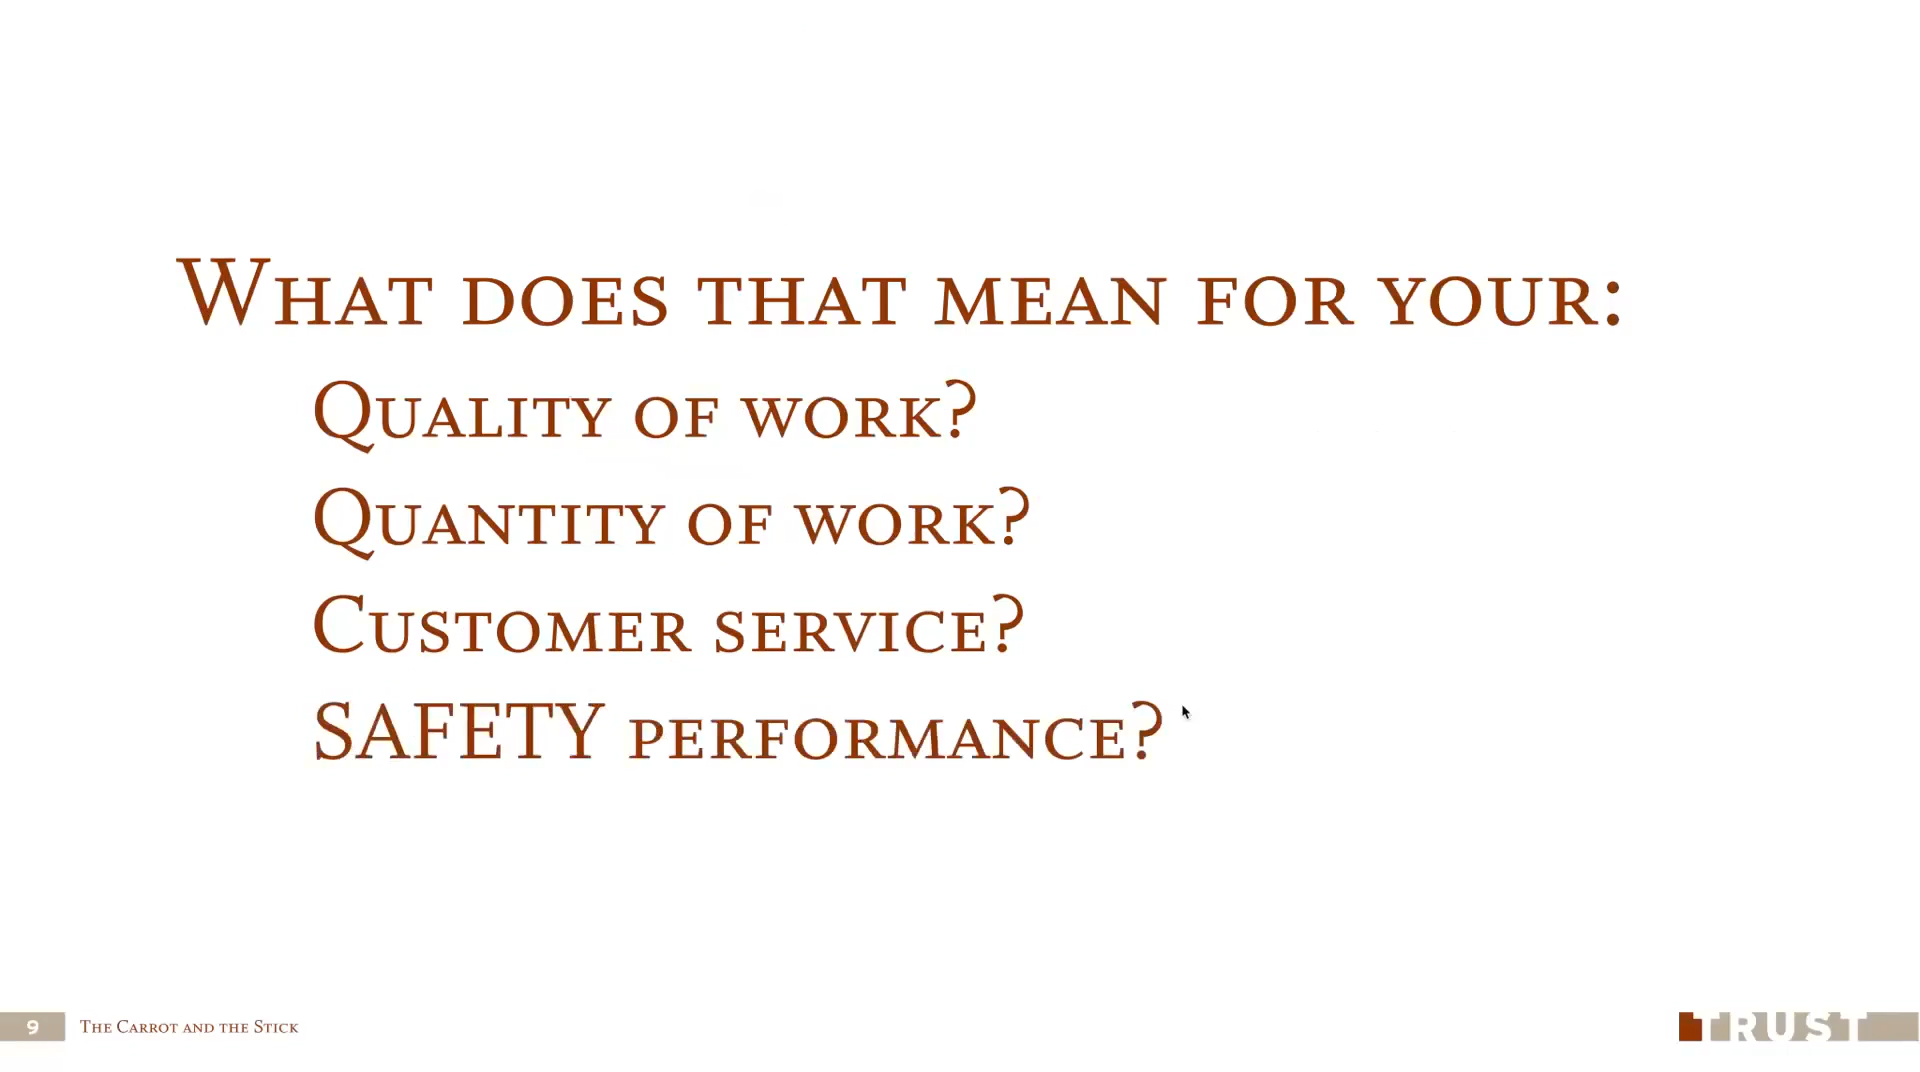 What does that mean for your:
Quality of work?
Quantity of work?
Customer service?
SAFETY performance?
9 The Carrot and the Stick
TRUST